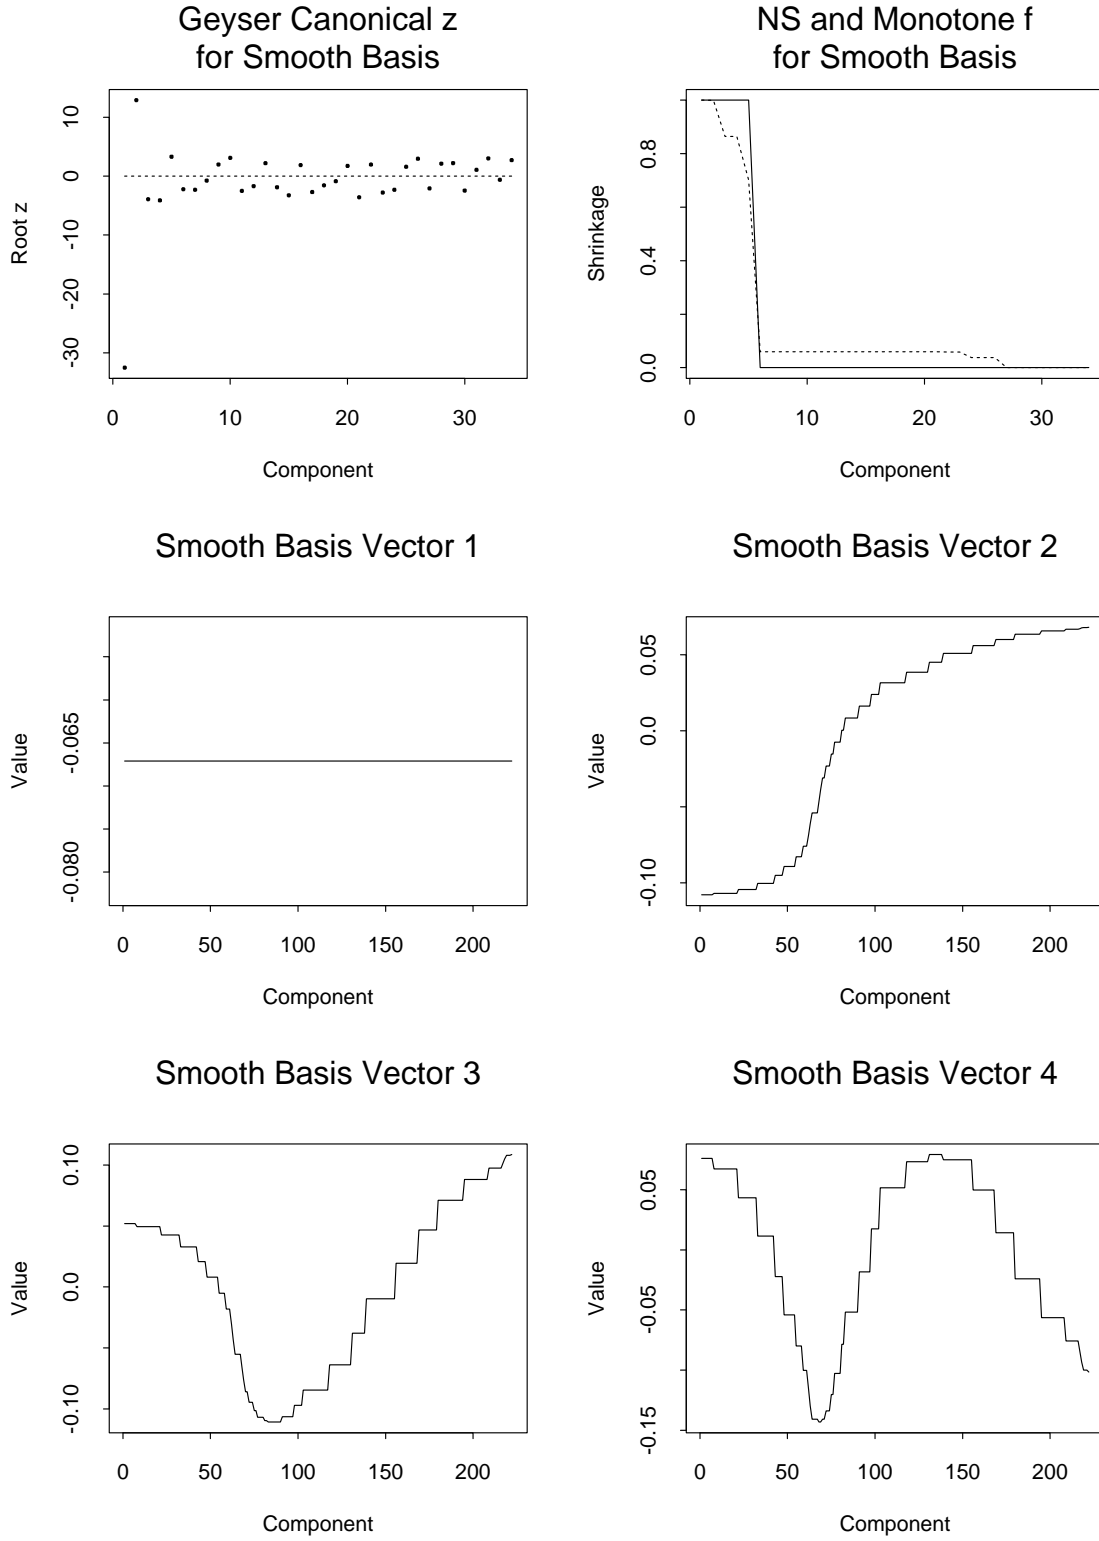 Geyser Canonical z
for Smooth Basis
Root z
10
0
-10
-20
-30
0 10 20 30
Component
NS and Monotone f
for Smooth Basis
Shrinkage
0.8
0.4
0.0
0 10 20 30
Component
Smooth Basis Vector 1
Value
-0.065
-0.080
0 50 100 150 200
Component
Smooth Basis Vector 2
Value
0.05
0.0
-0.10
0 50 100 150 200
Component
Smooth Basis Vector 3
Value
0.10
0.0
-0.10
0 50 100 150 200
Component
Smooth Basis Vector 4
Value
0.05
-0.05
-0.15
0 50 100 150 200
Component